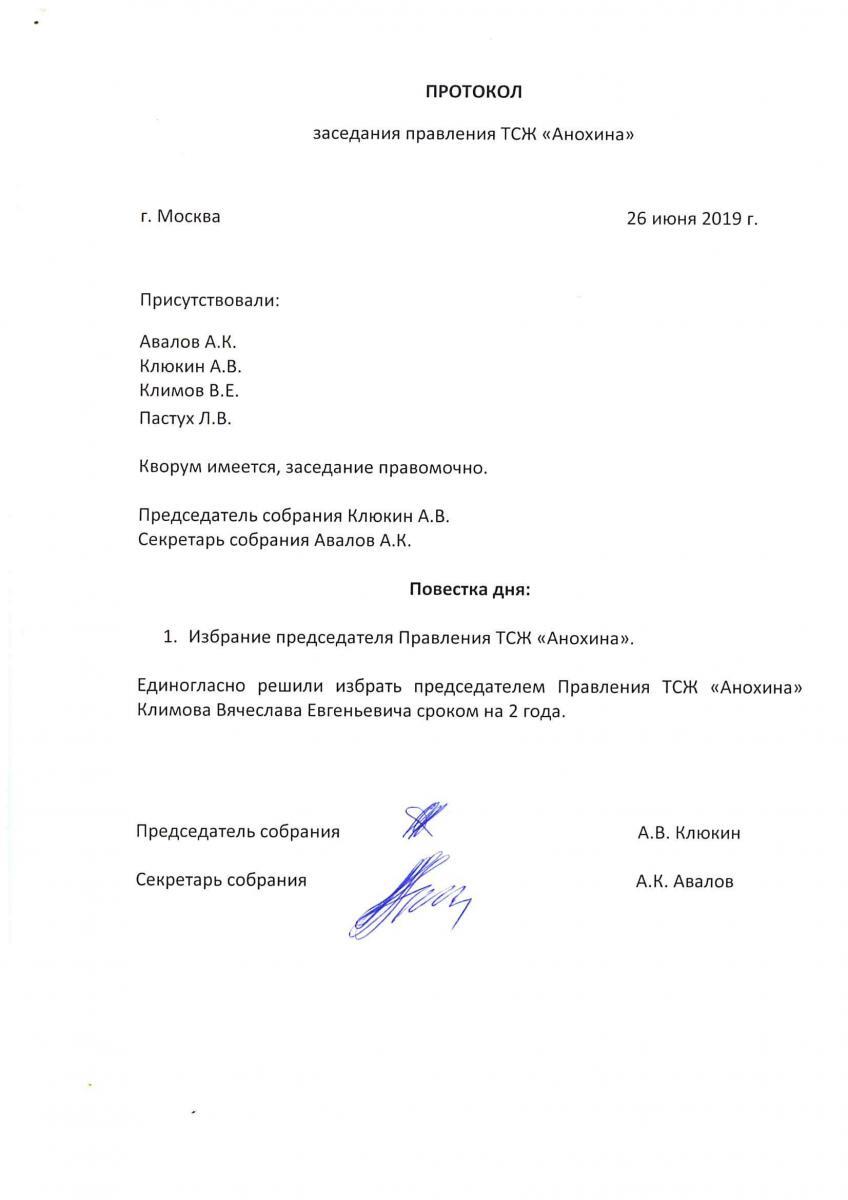 ПРОТОКОЛ
заседания правления ТСЖ «Анохина»
г. Москва 26 июня 2019 г.
Присутствовали:
Авалов А.К.
Клюкин А.В.
Климов В.Е.
Пастух Л.В.
Кворум имеется, заседание правомочно.
Председатель собрания Клюкин А.В.
Секретарь собрания Авалов А.К.
Повестка дня:
1. Избрание председателя Правления ТСЖ «Анохина».
Единогласно решили избрать председателем Правления ТСЖ «Анохина»
Климова Вячеслава Евгеньевича сроком на 2 года.
Председатель собрания А.В. Клюкин
Секретарь собрания А.К. Авалов